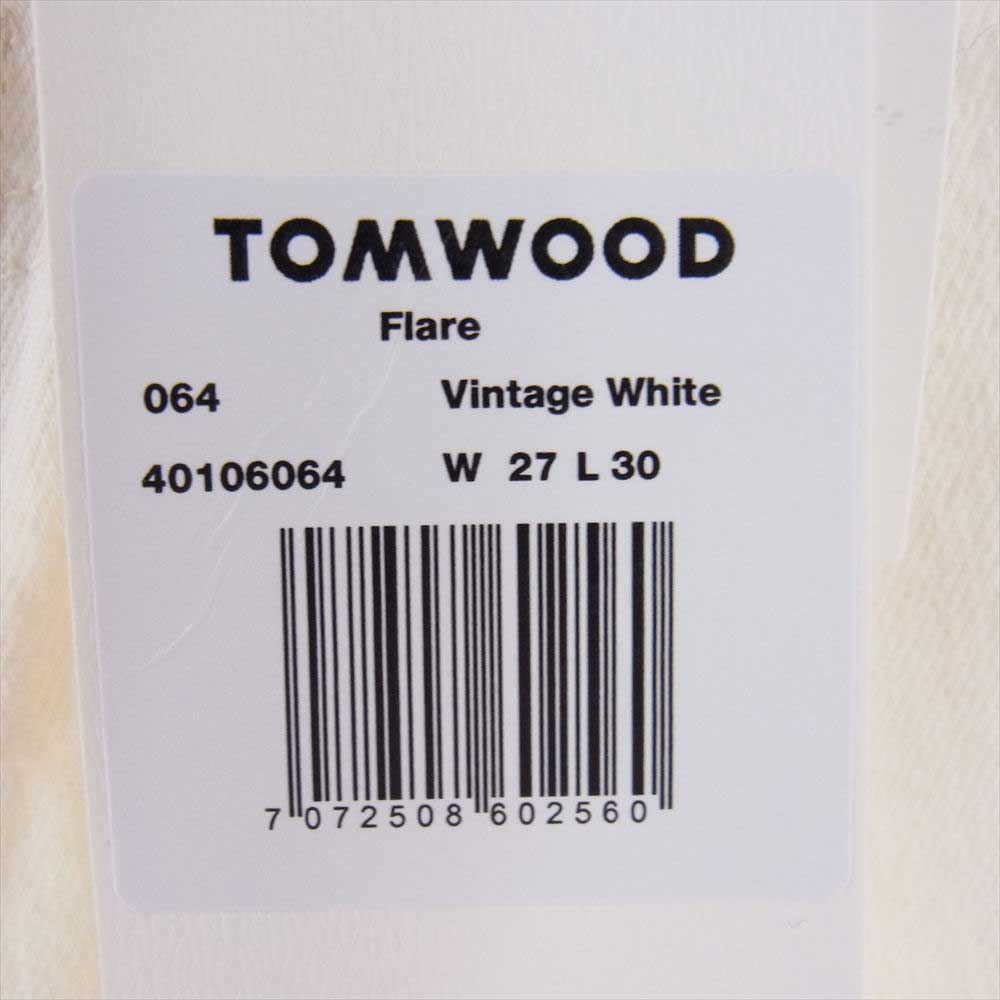 TOMWOOD
Flare
064 Vintage White
40106064 W 27 L 30
7 072508 602560